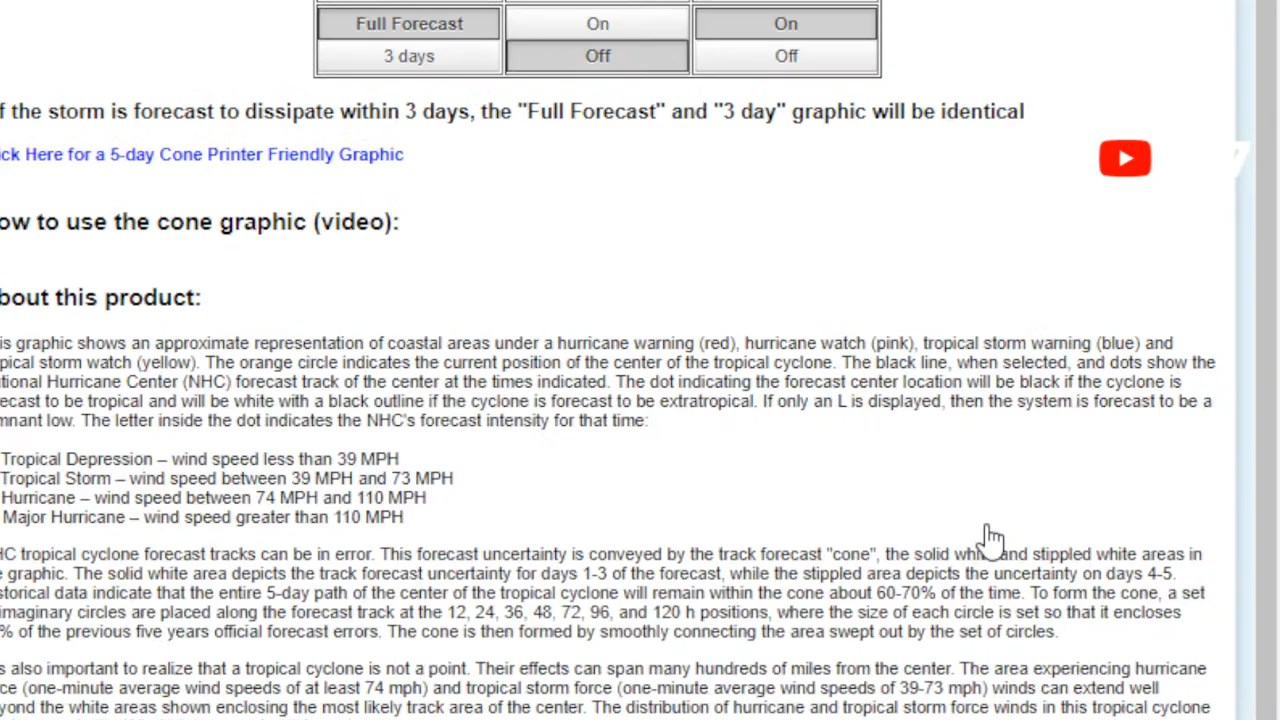 Full Forecast On On
3 days Off Off
f the storm is forecast to dissipate within 3 days, the "Full Forecast" and "3 day" graphic will be identical
ick Here for a 5-day Cone Printer Friendly Graphic
7
ow to use the cone graphic (video):
bout this product:
is graphic shows an approximate representation of coastal areas under a hurricane warning (red), hurricane watch (pink), tropical storm warning (blue) and
pical storm watch (yellow). The orange circle indicates the current position of the center of the tropical cyclone. The black line, when selected, and dots show the
tional Hurricane Center (NHC) forecast track of the center at the times indicated. The dot indicating the forecast center location will be black if the cyclone is
ecast to be tropical and will be white with a black outline if the cyclone is forecast to be extratropical. If only an L is displayed, then the system is forecast to be a
mnant low. The letter inside the dot indicates the NHC's forecast intensity for that time:
Tropical Depression – wind speed less than 39 MPH
Tropical Storm – wind speed between 39 MPH and 73 MPH
Hurricane – wind speed between 74 MPH and 110 MPH
Major Hurricane – wind speed greater than 110 MPH
HC tropical cyclone forecast tracks can be in error. This forecast uncertainty is conveyed by the track forecast "cone", the solid white and stippled white areas in
e graphic. The solid white area depicts the track forecast uncertainty for days 1-3 of the forecast, while the stippled area depicts the uncertainty on days 4-5.
storical data indicate that the entire 5-day path of the center of the tropical cyclone will remain within the cone about 60-70% of the time. To form the cone, a set
imaginary circles are placed along the forecast track at the 12, 24, 36, 48, 72, 96, and 120 h positions, where the size of each circle is set so that it encloses
% of the previous five years official forecast errors. The cone is then formed by smoothly connecting the area swept out by the set of circles.
s also important to realize that a tropical cyclone is not a point. Their effects can span many hundreds of miles from the center. The area experiencing hurricane
ce (one-minute average wind speeds of at least 74 mph) and tropical storm force (one-minute average wind speeds of 39-73 mph) winds can extend well
yond the white areas shown enclosing the most likely track area of the center. The distribution of hurricane and tropical storm force winds in this tropical cyclone